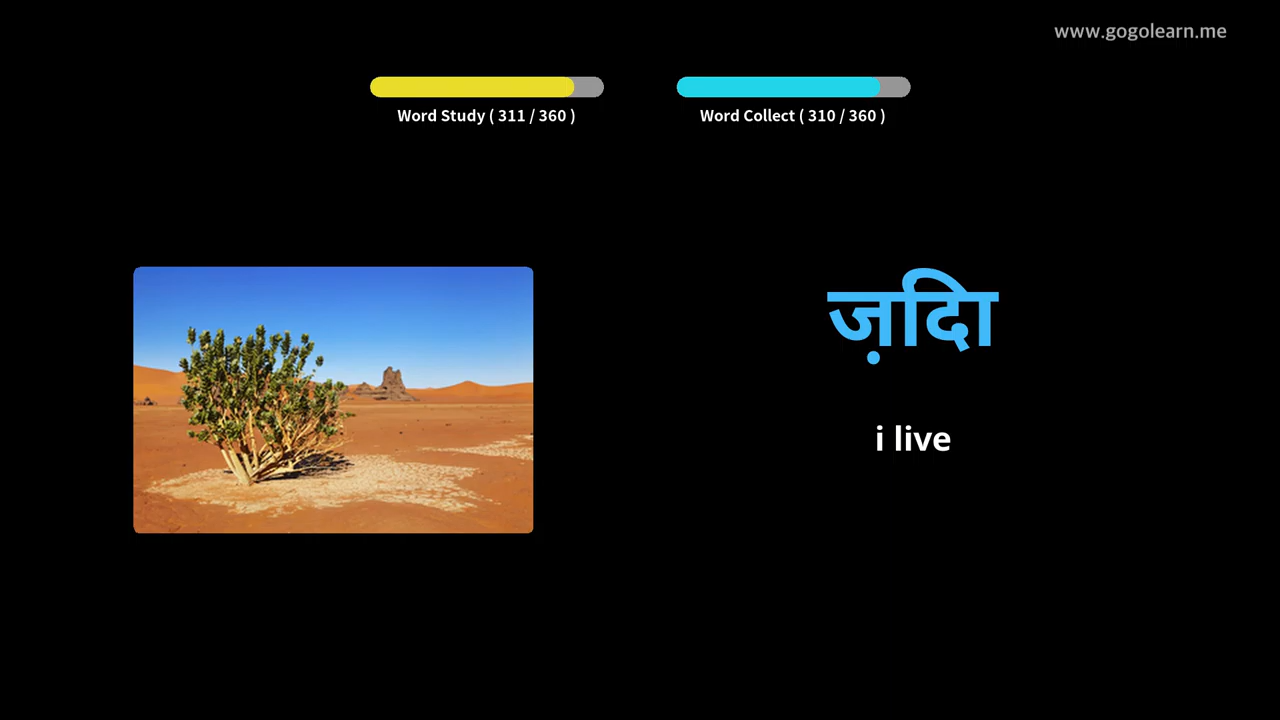 www.gogolearn.me
Word Study ( 311 / 360 )
Word Collect ( 310 / 360 )
ज़दिा
i live